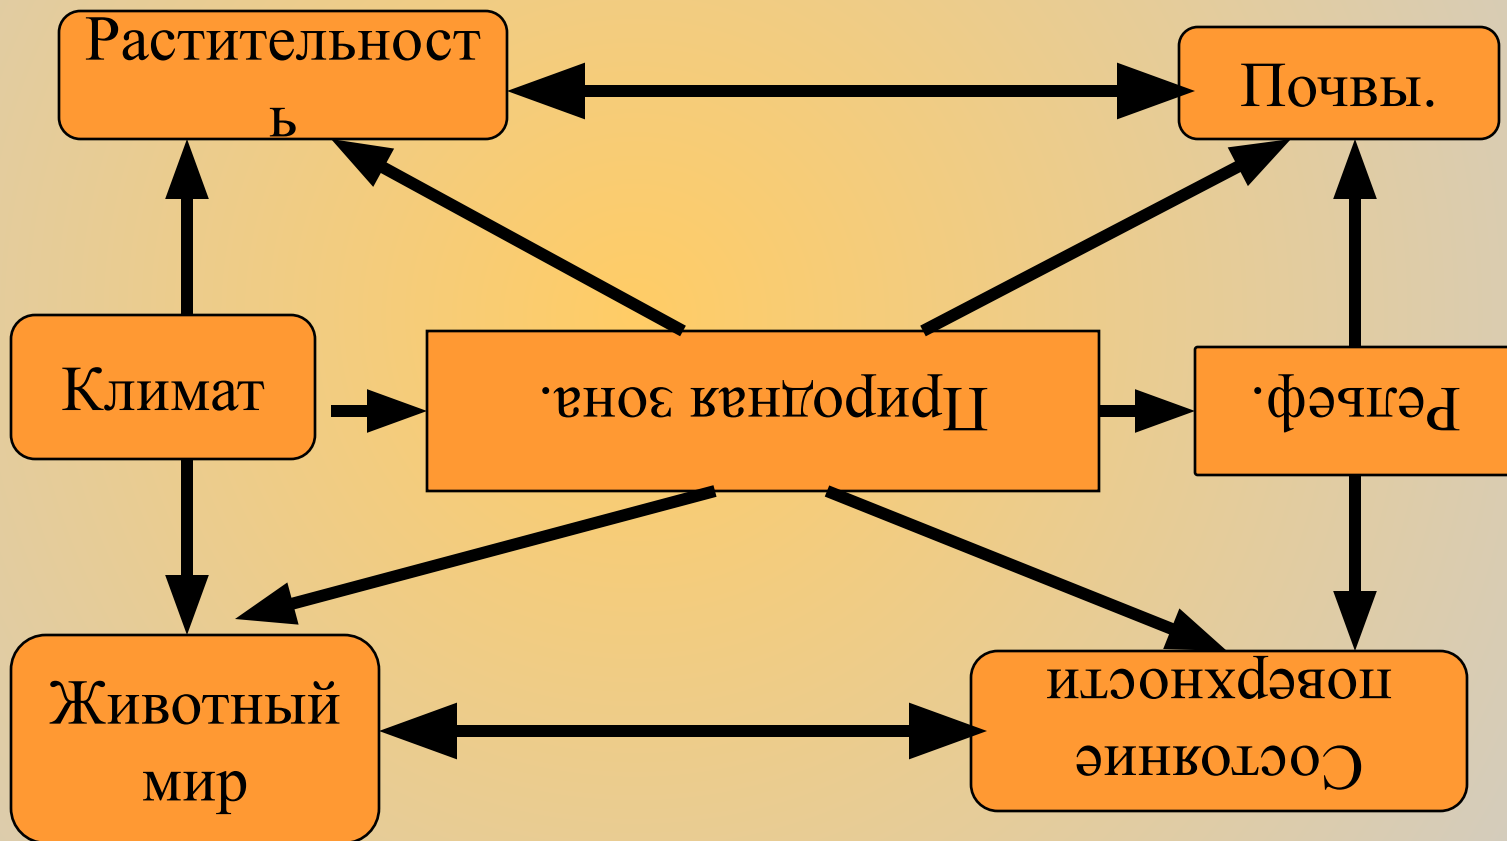 Растительност
ь
Почвы.
Климат
Природная зона.
Рельеф.
Животный
мир
Состояние
поверхности